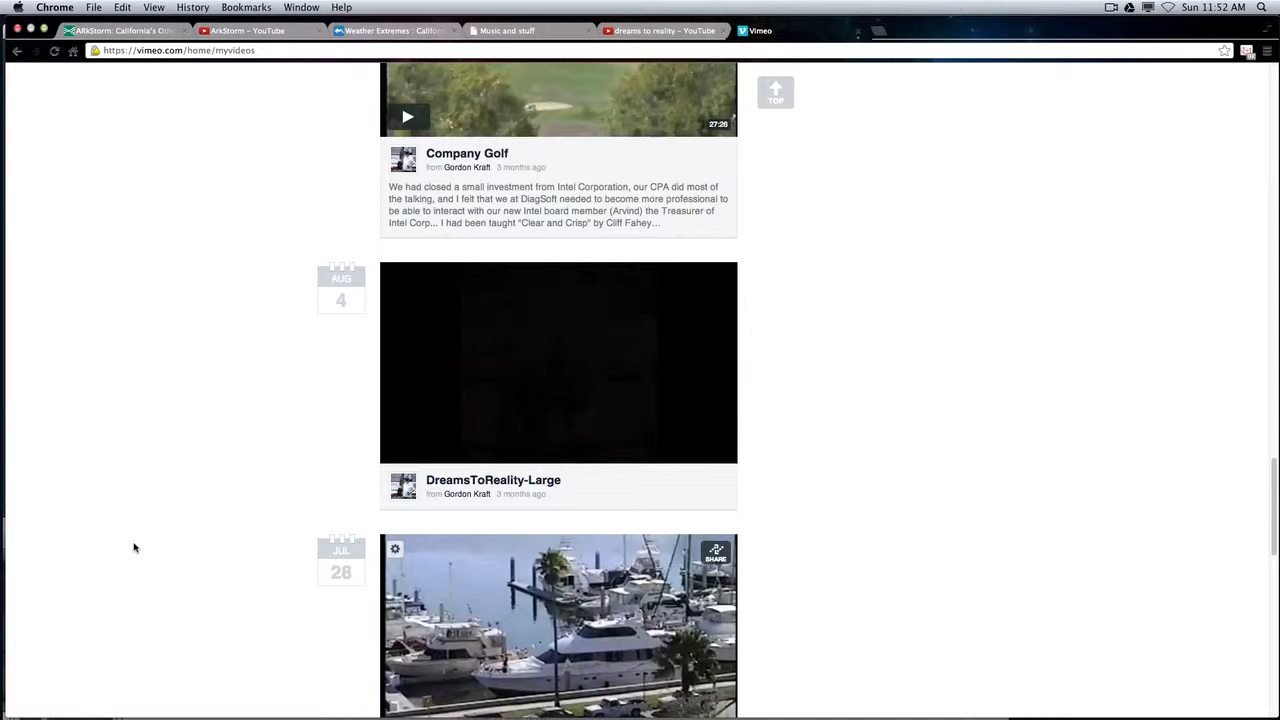 Chrome File Edit View History Bookmarks Window Help Sun 11:52 AM
ARkStorm: California's Oth
ArkStorm – YouTube
Weather Extremes : Californ
Music and stuff
dreams to reality – YouTube
Vimeo
https://vimeo.com/home/myvideos
TOP
27:26
Company Golf
from Gordon Kraft 3 months ago
We had closed a small investment from Intel Corporation, our CPA did most of
the talking, and I felt that we at DiagSoft needed to become more professional to
be able to interact with our new Intel board member (Arvind) the Treasurer of
Intel Corp... I had been taught "Clear and Crisp" by Cliff Fahey…
AUG
4
DreamsToReality-Large
from Gordon Kraft 3 months ago
JUL
28
SHARE